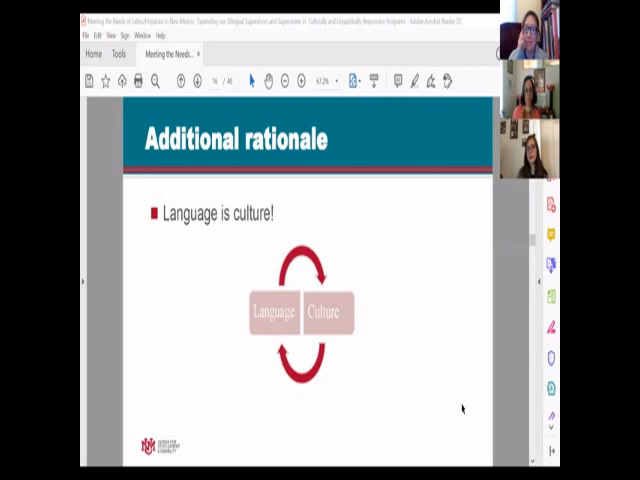 Meeting the Needs of Latinx/Hispanics in New Mexico: Expanding our Bilingual Supervisors and Supervisees in Culturally and Linguistically Responsive Programs - Adobe Acrobat Reader DC
File Edit View Sign Window Help
Home Tools Meeting the Needs... ×
16 / 40 67.2%
Additional rationale
Language is culture!
Language Culture